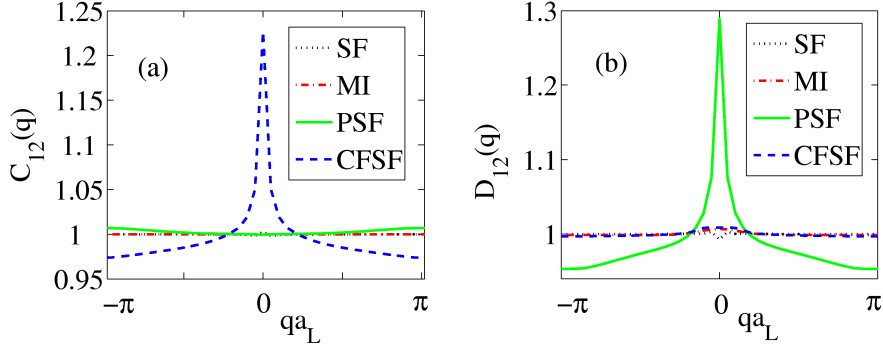 1.25
1.2
1.15
1.1
1.05
1
0.95
C12(q)
(a)
SF
MI
PSF
CFSF
−π
0
π
qaL
1.3
1.2
1.1
1
D12(q)
(b)
SF
MI
PSF
CFSF
−π
0
π
qaL